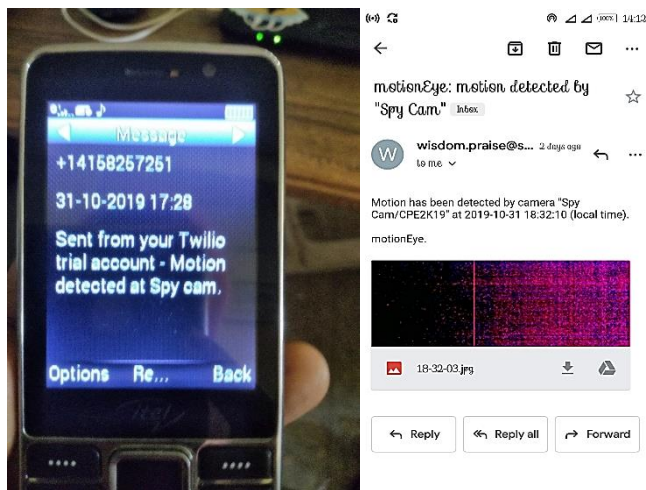 Message
+14158257251
31-10-2019 17:28
Sent from your Twilio
trial account - Motion
detected at Spy cam.
Options Re... Back
itel
100% 14:12
motionEye: motion detected by
"Spy Cam" Inbox
W
wisdom.praise@s... 2 days ago
to me
Motion has been detected by camera "Spy
Cam/CPE2K19" at 2019-10-31 18:32:10 (local time).
motionEye.
18-32-03.jpg
Reply Reply all Forward